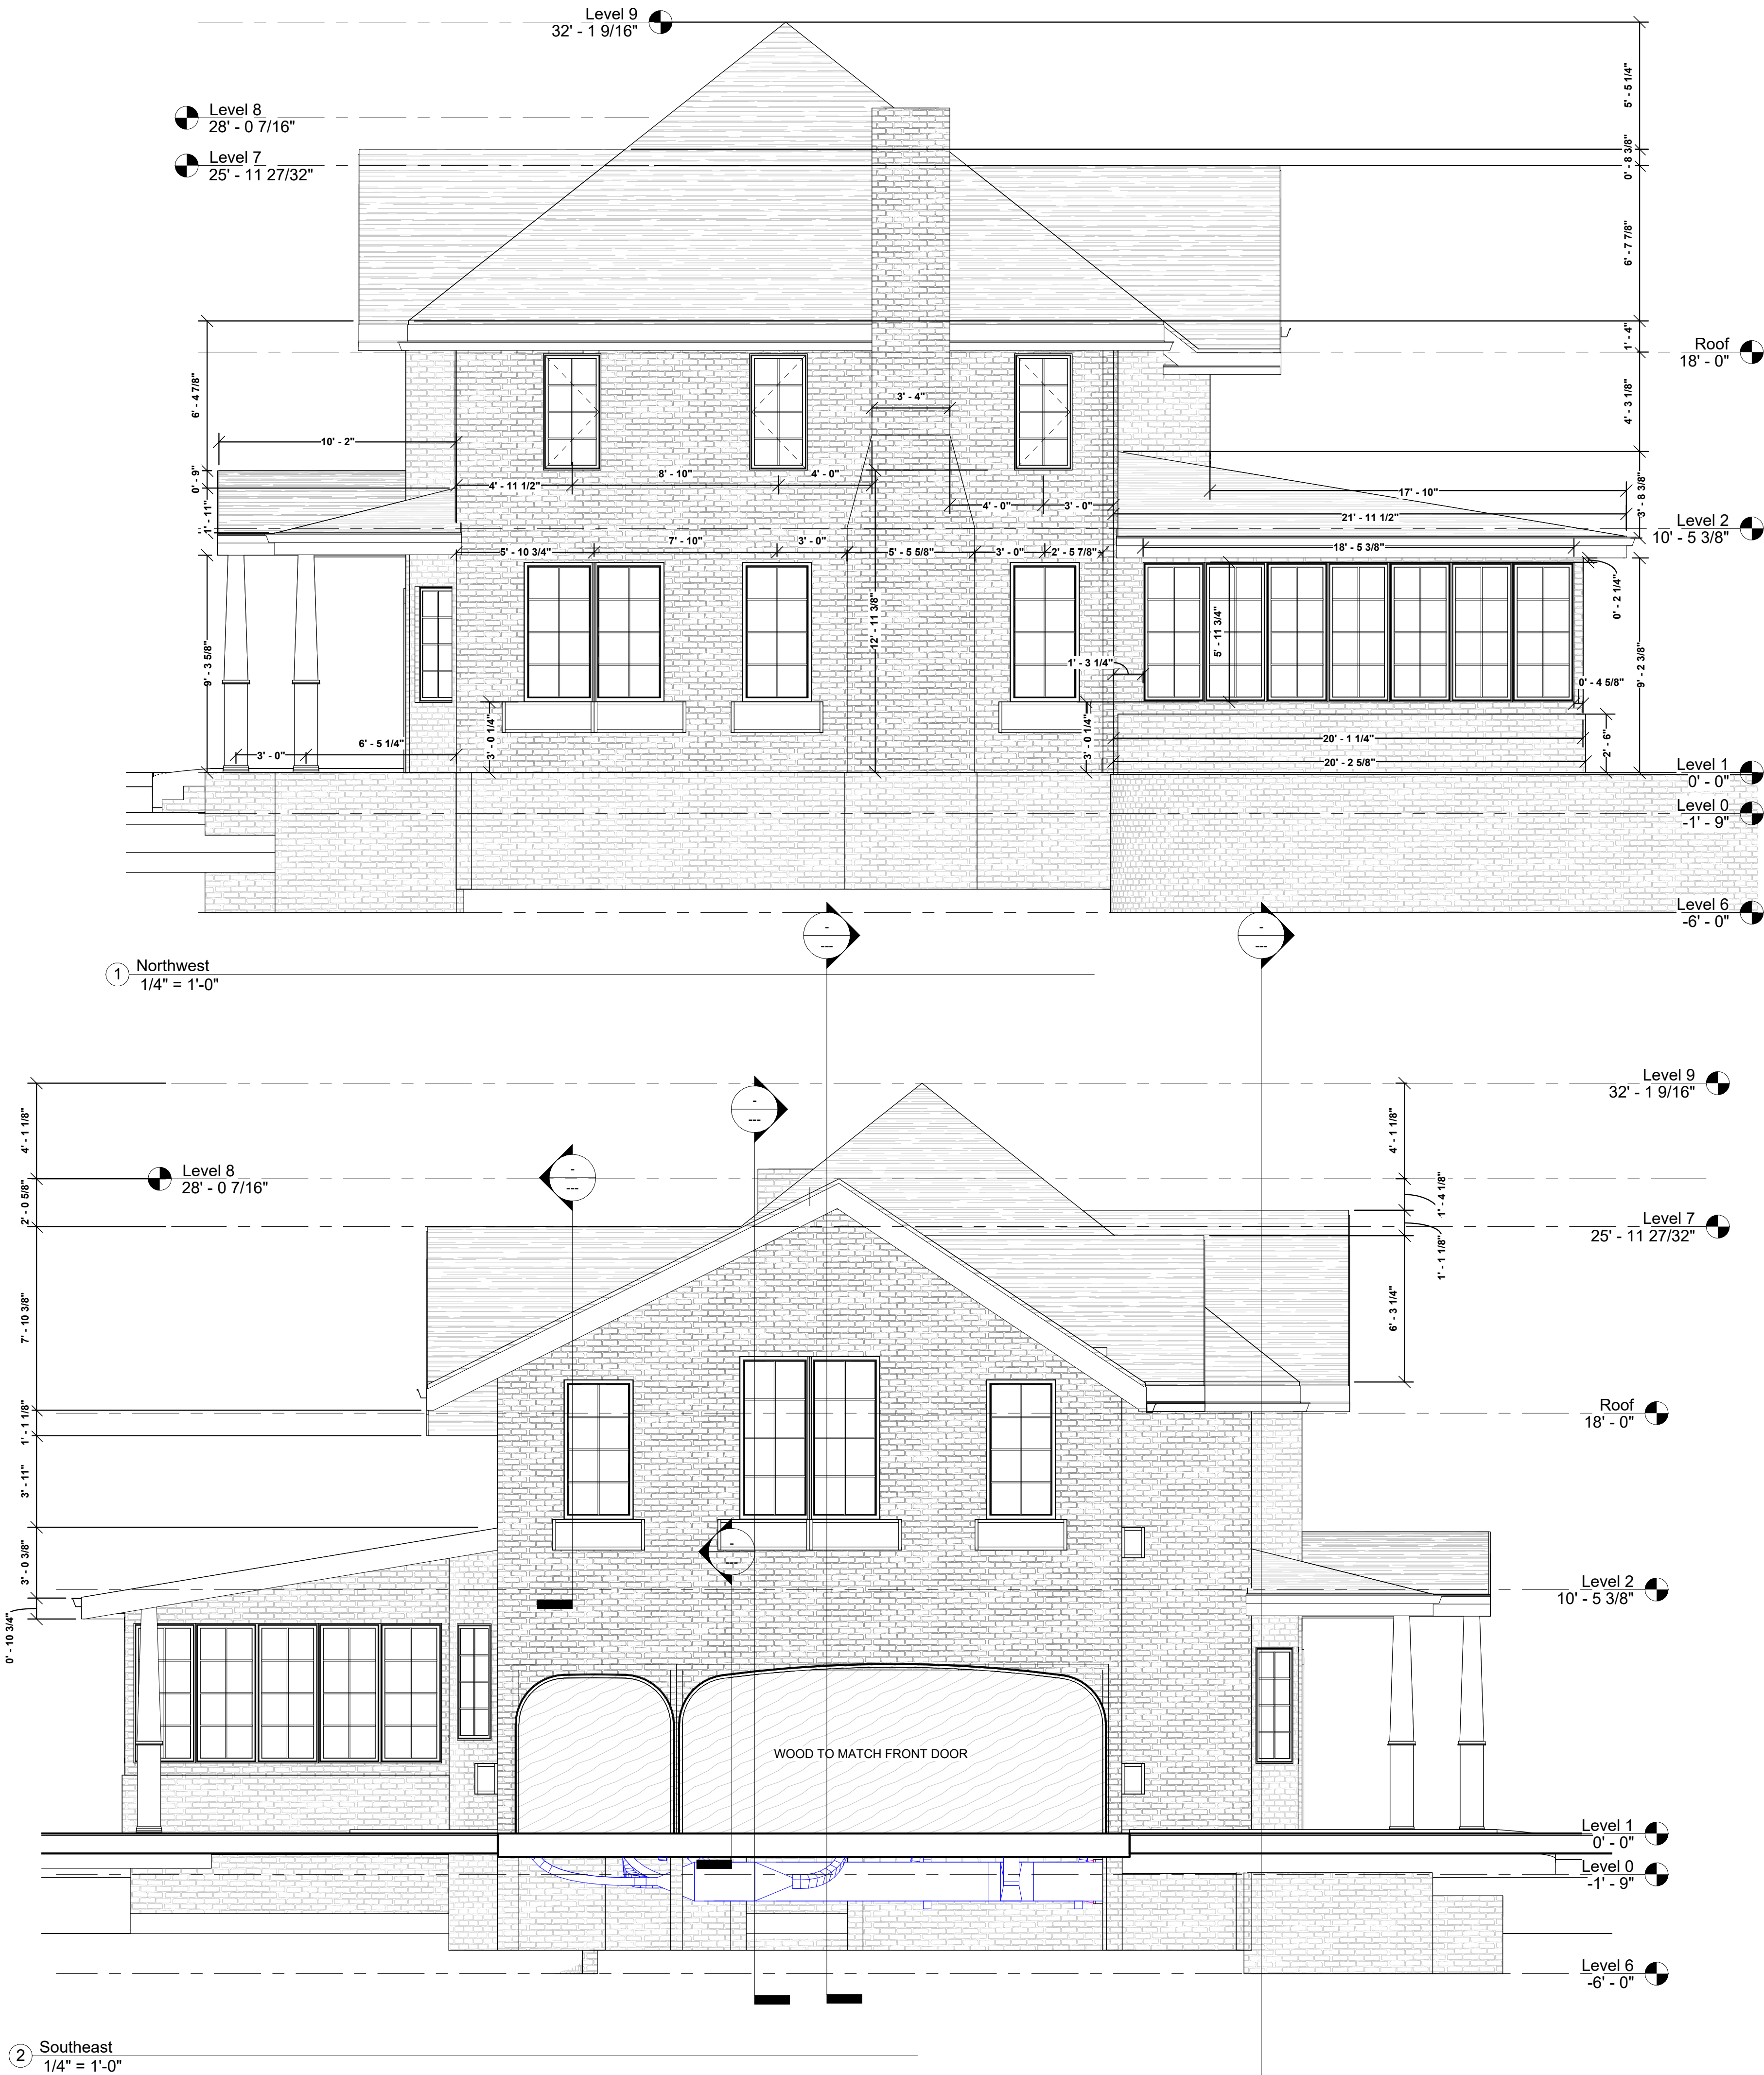 Level 9
32' - 1 9/16"
Level 8
28' - 0 7/16"
Level 7
25' - 11 27/32"
5' - 5 1/4"
0' - 8 3/8"
6' - 7 7/8"
1' - 4"
Roof
18' - 0"
4' - 3 1/8"
6' - 4 7/8"
3' - 4"
10' - 2"
0' - 9"
8' - 10"
4' - 0"
4' - 11 1/2"
17' - 10"
3' - 8 3/8"
4' - 0"
3' - 0"
1' - 11"
21' - 11 1/2"
Level 2
10' - 5 3/8"
7' - 10"
3' - 0"
5' - 10 3/4"
5' - 5 5/8"
3' - 0"
2' - 5 7/8"
18' - 5 3/8"
0' - 2 1/4"
12' - 11 3/8"
5' - 11 3/4"
9' - 3 5/8"
1' - 3 1/4"
9' - 2 3/8"
0' - 4 5/8"
3' - 0 1/4"
3' - 0 1/4"
6' - 5 1/4"
3' - 0"
20' - 1 1/4"
2' - 6"
20' - 2 5/8"
Level 1
0' - 0"
Level 0
-1' - 9"
Level 6
-6' - 0"
-
---
-
---
1
Northwest
1/4" = 1'-0"
Level 9
32' - 1 9/16"
-
---
4' - 1 1/8"
4' - 1 1/8"
Level 8
28' - 0 7/16"
-
---
2' - 0 5/8"
1' - 4 1/8"
Level 7
25' - 11 27/32"
1' - 1 1/8"
7' - 10 3/8"
6' - 3 1/4"
Roof
18' - 0"
1' - 1 1/8"
3' - 11"
-
---
3' - 0 3/8"
Level 2
10' - 5 3/8"
0' - 10 3/4"
WOOD TO MATCH FRONT DOOR
Level 1
0' - 0"
Level 0
-1' - 9"
Level 6
-6' - 0"
2
Southeast
1/4" = 1'-0"